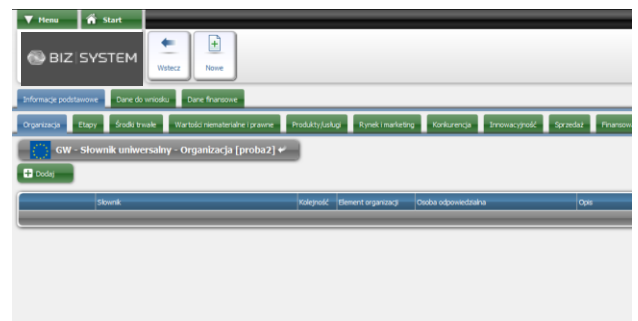 Menu Start
BIZ SYSTEM
Wstecz Nowe
Informacje podstawowe Dane do wniosku Dane finansowe
Organizacja Etapy Środki trwałe Wartości niematerialne i prawne Produkty/usługi Rynek i marketing Konkurencja Innowacyjność Sprzedaż Finansow
GW - Słownik uniwersalny - Organizacja [proba2]
Dodaj
Słownik Kolejność Element organizacji Osoba odpowiedzialna Opis